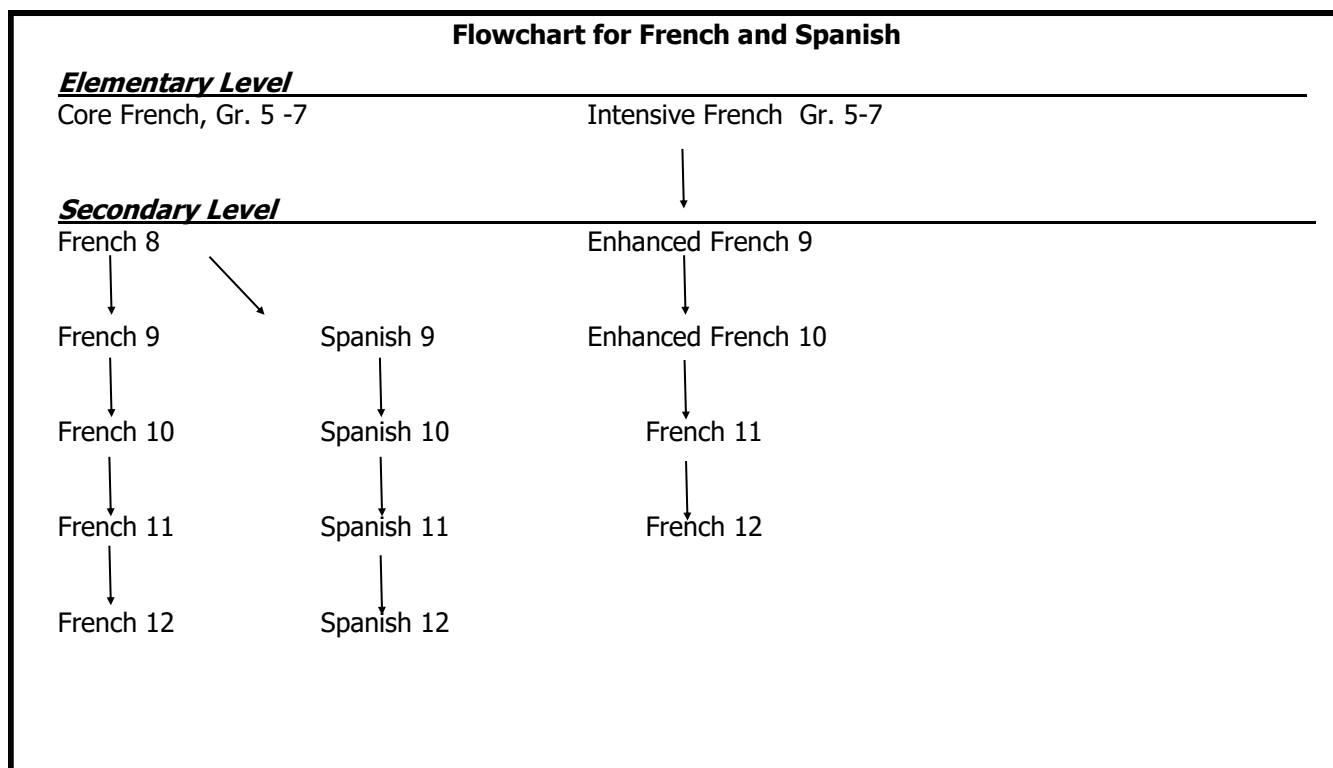 Flowchart for French and Spanish
Elementary Level
Core French, Gr. 5 -7 Intensive French Gr. 5-7
Secondary Level
French 8 Enhanced French 9
French 9 Spanish 9 Enhanced French 10
French 10 Spanish 10 French 11
French 11 Spanish 11 French 12
French 12 Spanish 12